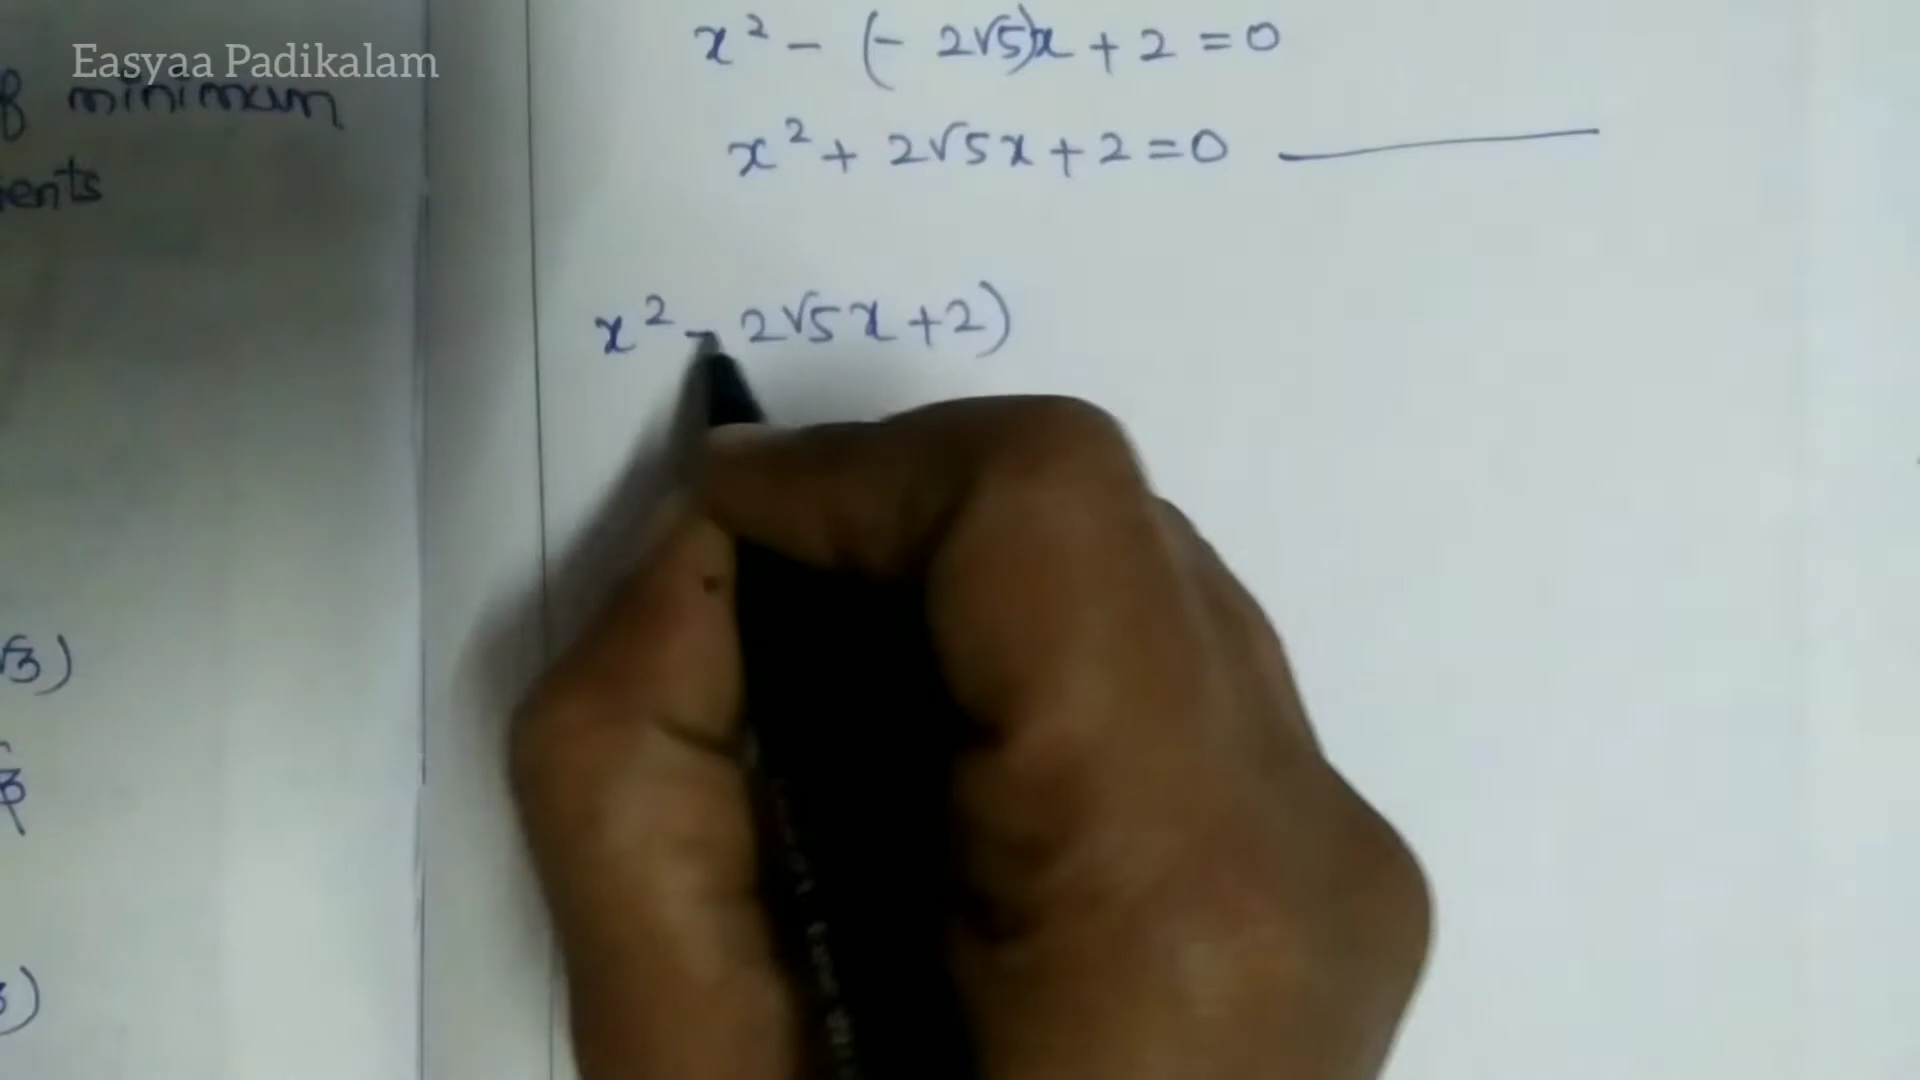 Easyaa Padikalam
minimum
ents
√3)
3
3)
x² - (- 2√5)x + 2 = 0
x² + 2√5x + 2 = 0
x² - 2√5x + 2)